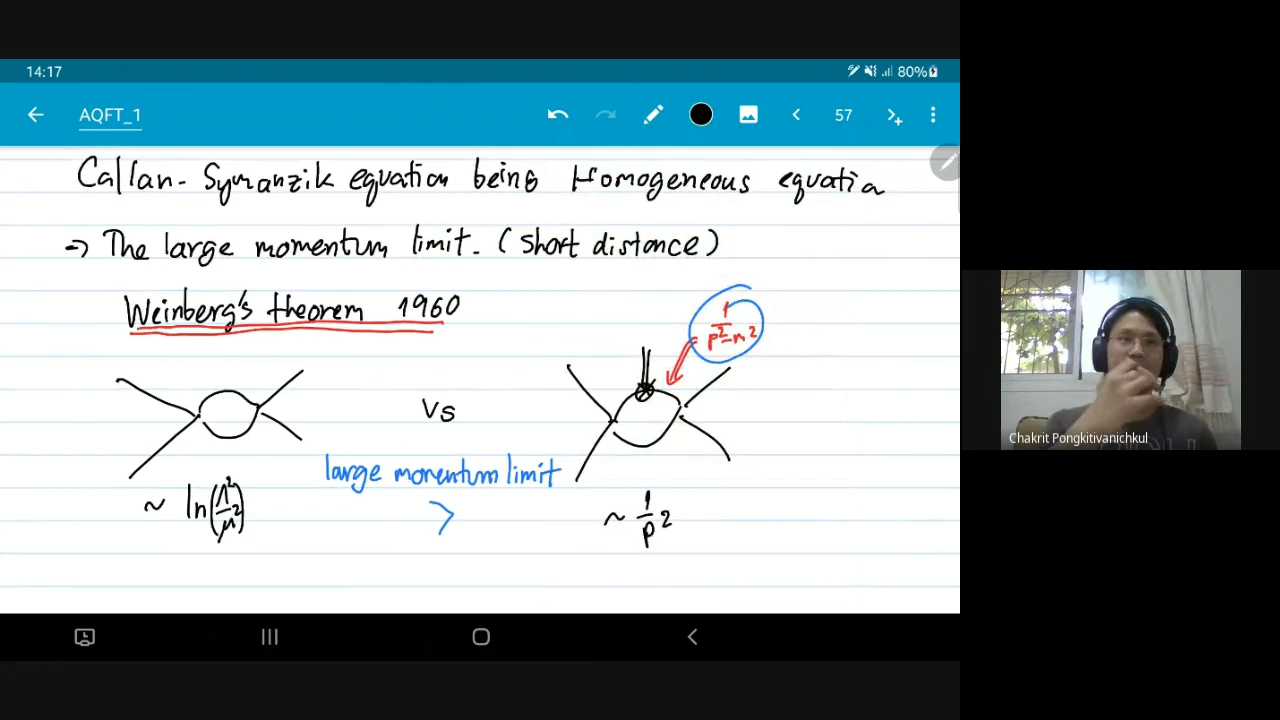 14:17
80%
AQFT_1
57
Callan-Symanzik equation being Homogeneous equatio
⇒ The large momentum limit. (short distance)
Weinberg's theorem 1960
1/p²-m²
vs
large momentum limit
~ ln(Λ²/μ²)
>
~ 1/p²
Chakrit Pongkitivanichkul